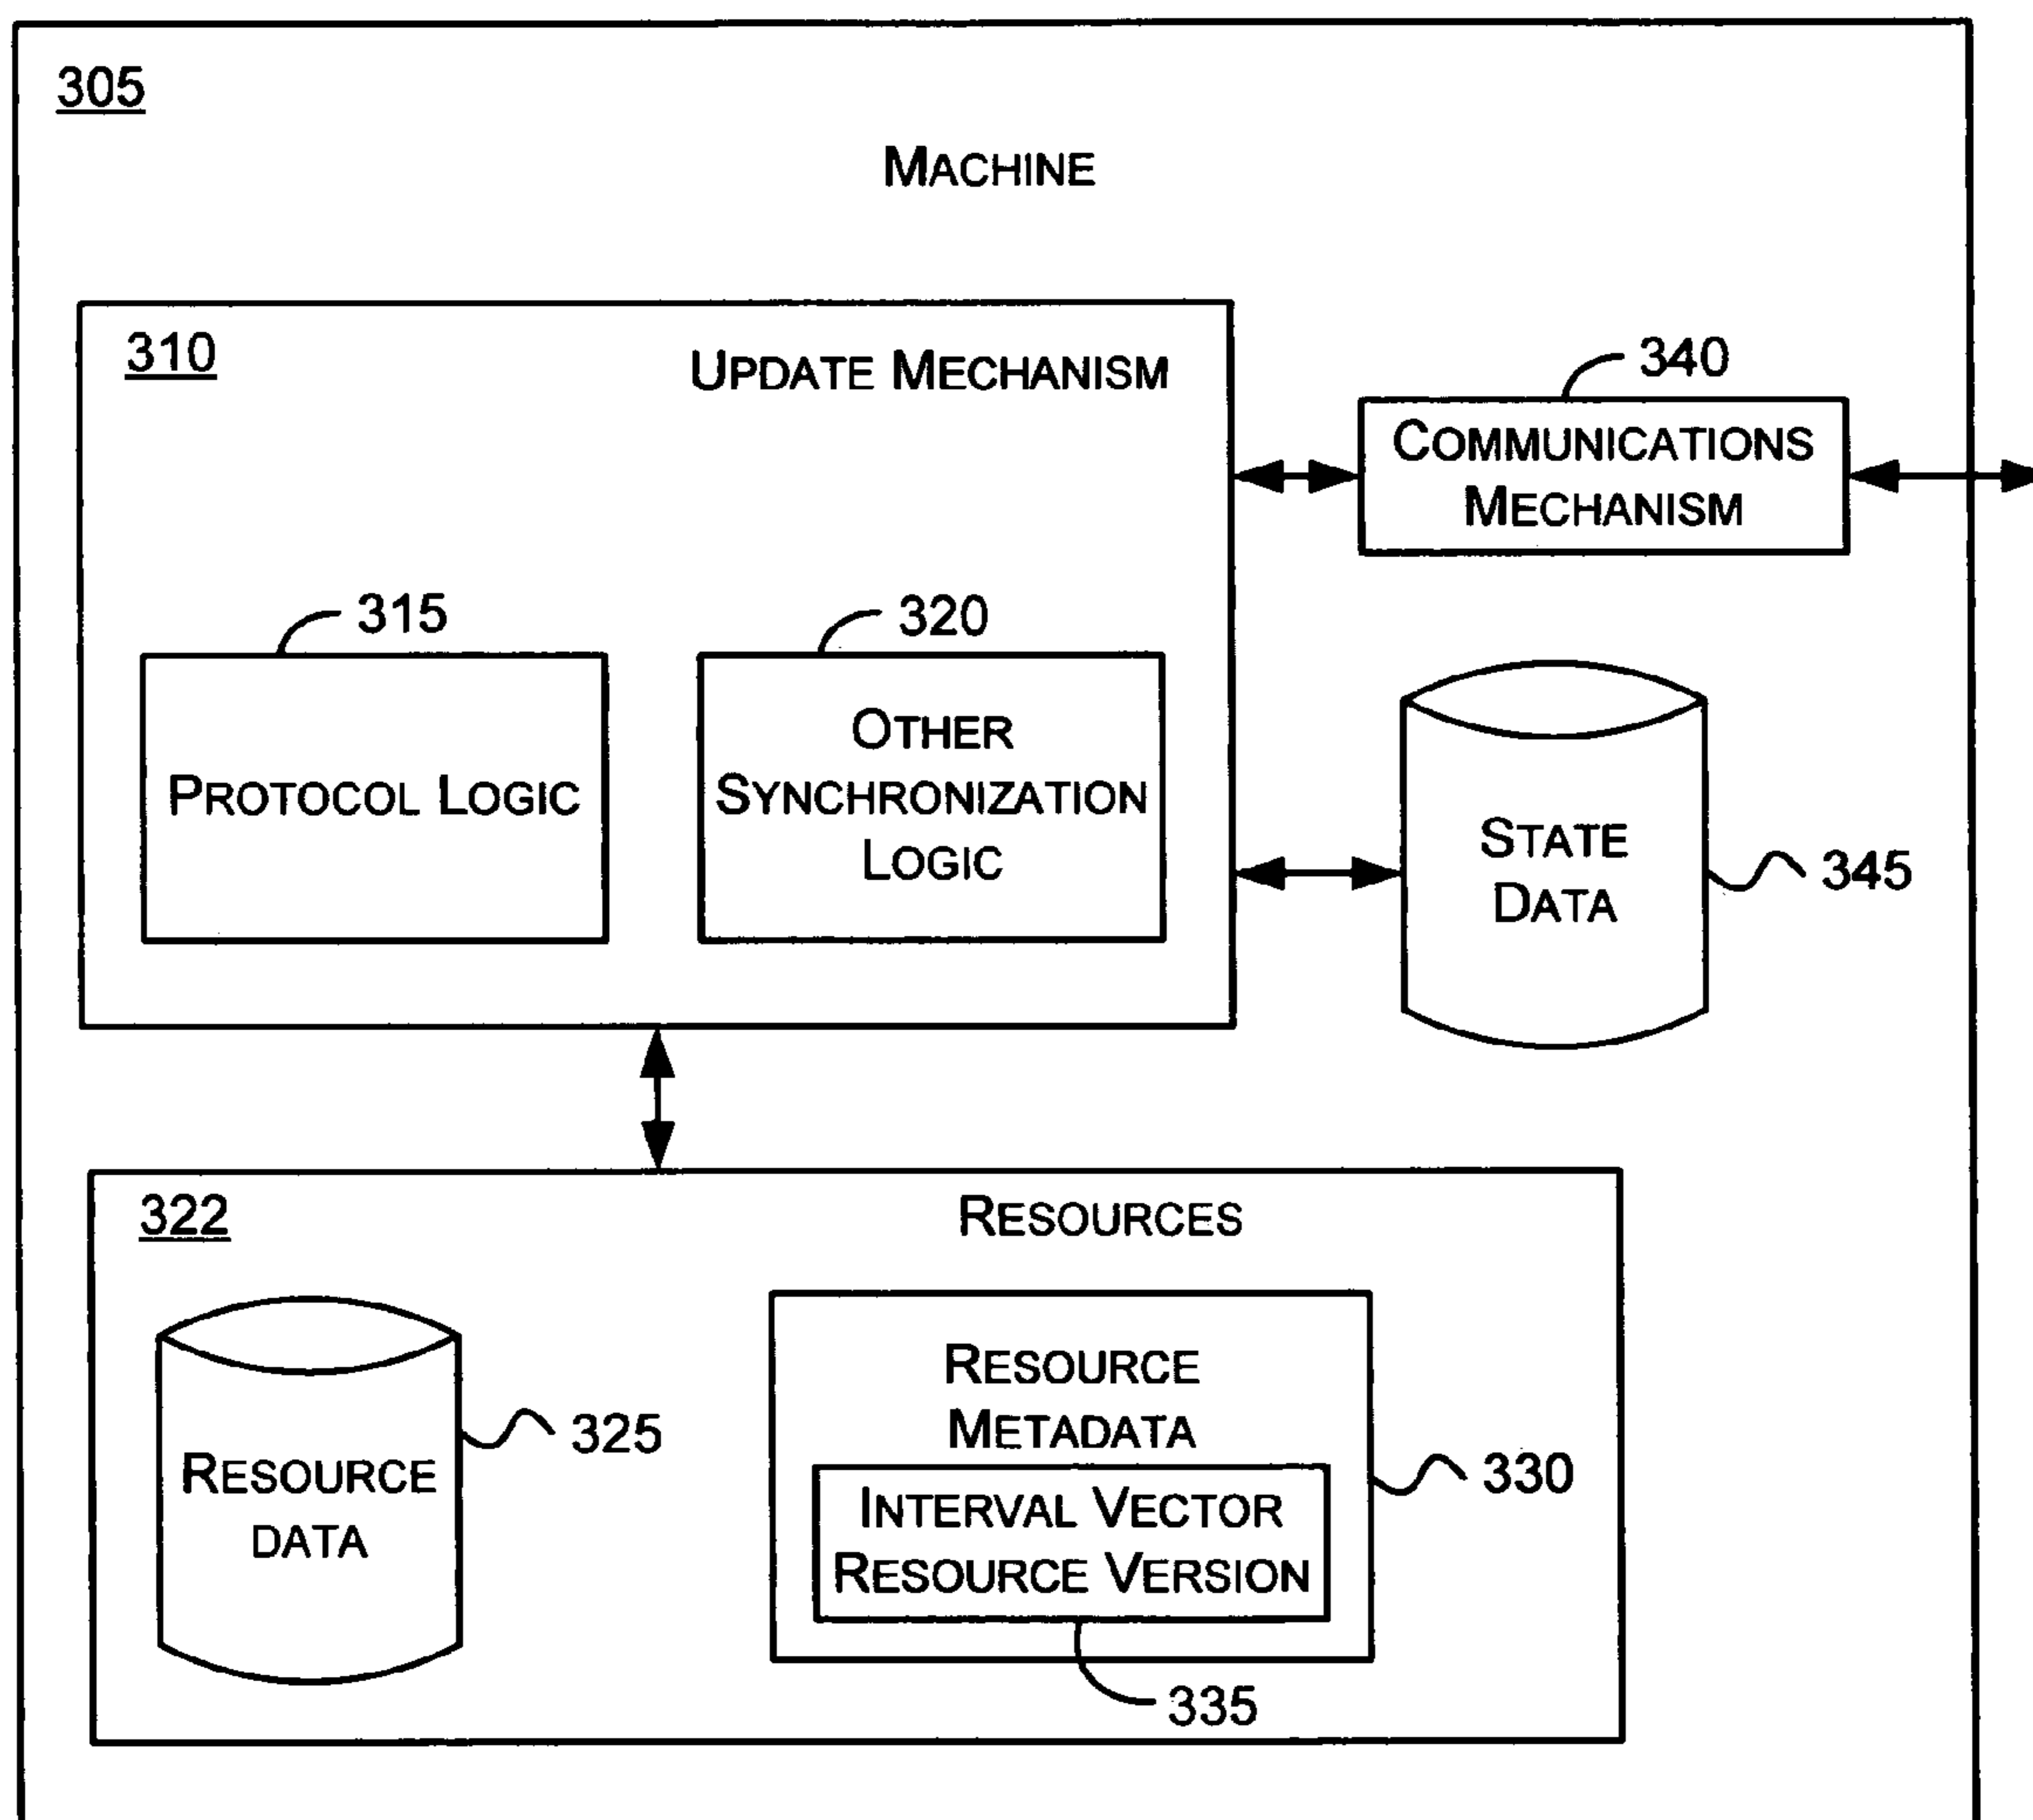 305
MACHINE
310
UPDATE MECHANISM
340
COMMUNICATIONS
MECHANISM
315
320
PROTOCOL LOGIC
OTHER
SYNCHRONIZATION
LOGIC
STATE
DATA
345
322
RESOURCES
RESOURCE
DATA
325
RESOURCE
METADATA
330
INTERVAL VECTOR
RESOURCE VERSION
335